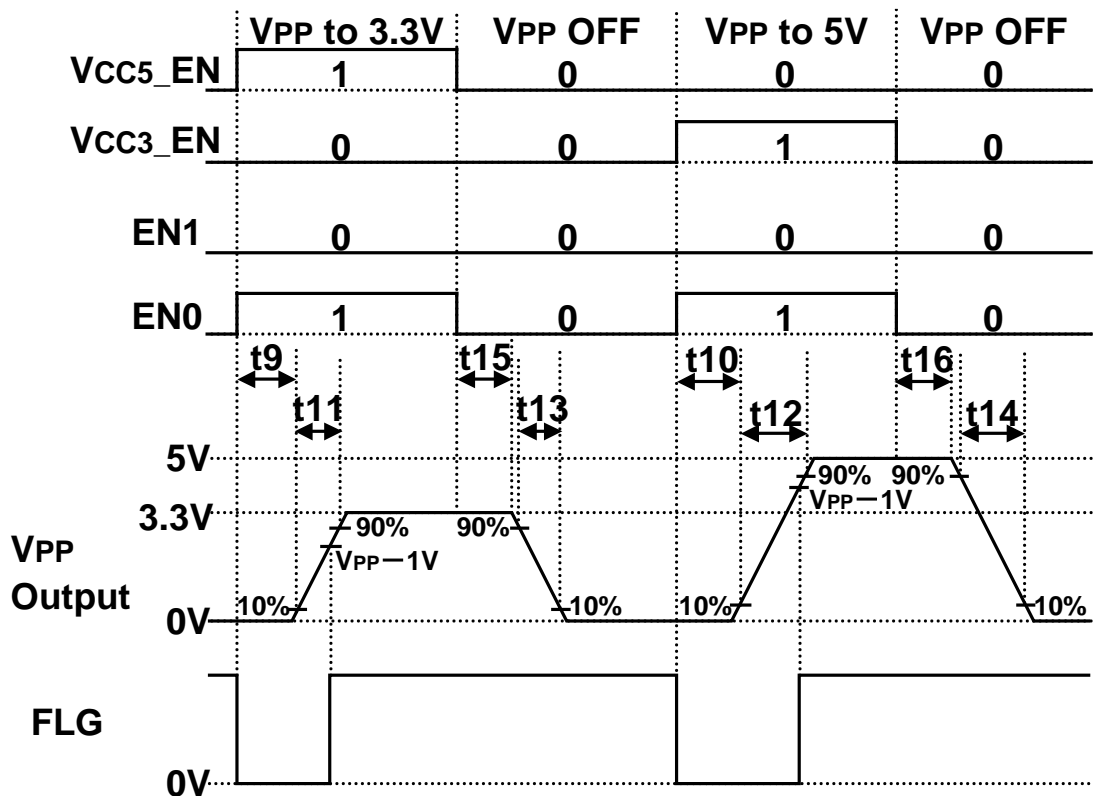 VPP to 3.3V VPP OFF VPP to 5V VPP OFF
VCC5_EN 1 0 0 0
VCC3_EN 0 0 1 0
EN1 0 0 0 0
EN0 1 0 1 0
t9 t15 t10 t16
t11 t13 t12 t14
5V
90% 90%
VPP−1V
3.3V
90% 90%
VPP−1V
VPP
Output
10% 10% 10% 10%
0V
FLG
0V